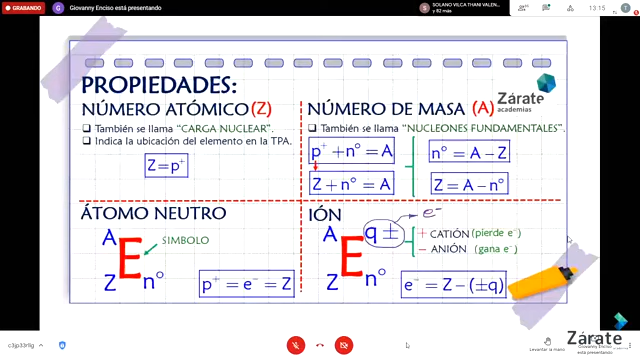 GRABANDO
G Giovanny Enciso está presentando
SOLANO VILCA THANI VALEN...
y 82 más
13:15
PROPIEDADES:
NÚMERO ATÓMICO (Z)
❑ También se llama "CARGA NUCLEAR".
❑ Indica la ubicación del elemento en la TPA.
Z = p⁺
NÚMERO DE MASA (A)
Zárate
academias
❑ También se llama "NUCLEONES FUNDAMENTALES".
p⁺ + n° = A
Z + n° = A
n° = A – Z
Z = A – n°
ÁTOMO NEUTRO
A
E
SIMBOLO
Z
n°
p⁺ = e⁻ = Z
IÓN
e⁻
A
q ±
E
+ CATIÓN (pierde e⁻)
– ANIÓN (gana e⁻)
Z
n°
e⁻ = Z – (±q)
c3jp33rlig
Levantar la mano
Giovanny Enciso
está presentando
Zárate